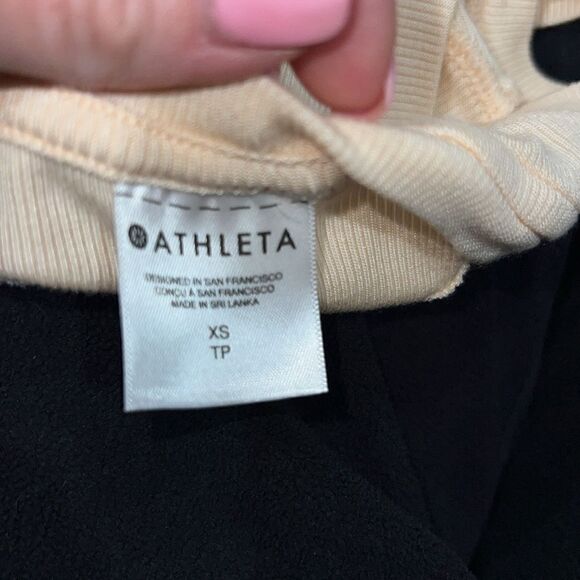 ATHLETA
DESIGNED IN SAN FRANCISCO
CONÇU À SAN FRANCISCO
MADE IN SRI LANKA
XS
TP